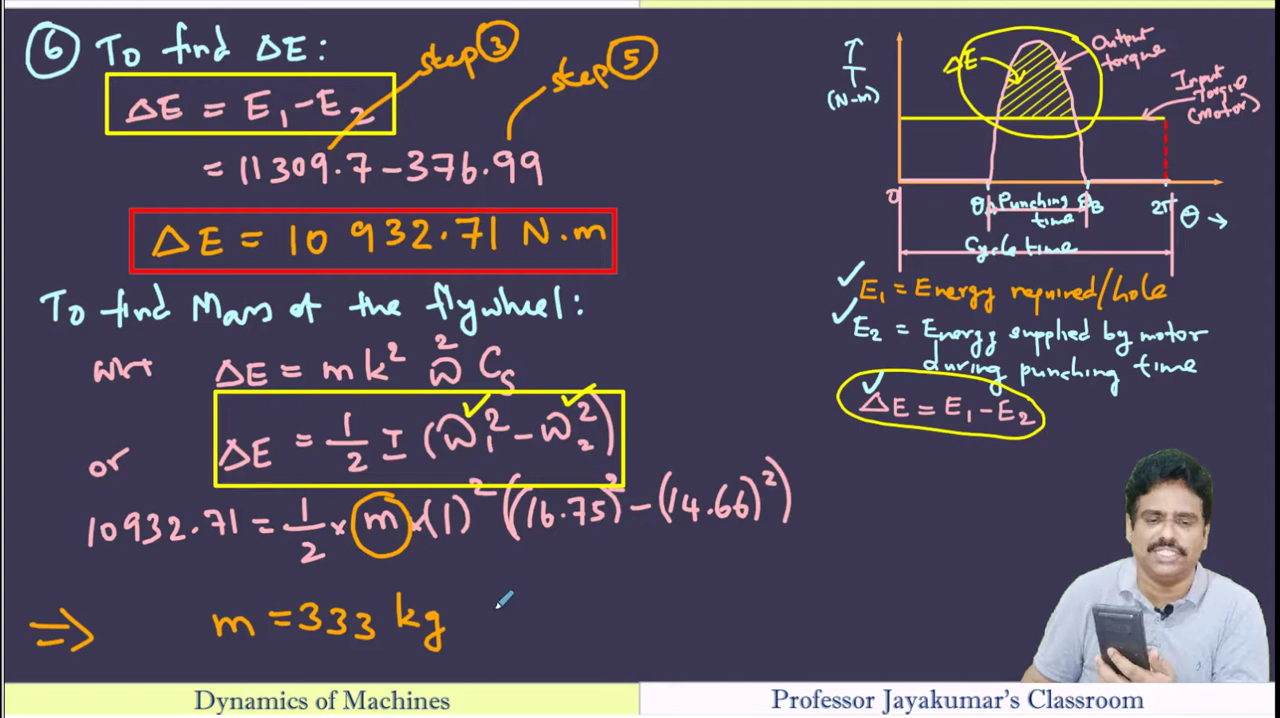 ⑥ To find ΔE:
step ③
step ⑤
ΔE = E₁-E₂
= 11309.7-376.99
ΔE = 10 932.71 N.m
To find Mass of the flywheel:
wkt ΔE = mk² ω² Cs
or ΔE = 1/2 I (ω₁²-ω₂²)
10932.71 = 1/2 × m × (1)² ((16.75)² - (14.66)²)
⇒ m = 333 kg
T
T
(N-m)
ΔE
Output
torque
Input
Torque
(motor)
0
θA
Punching
time
θB
2π
θ →
Cycle time
✓ E₁ = Energy required/hole
✓ E₂ = Energy supplied by motor
during punching time
✓ ΔE = E₁-E₂
Dynamics of Machines
Professor Jayakumar's Classroom